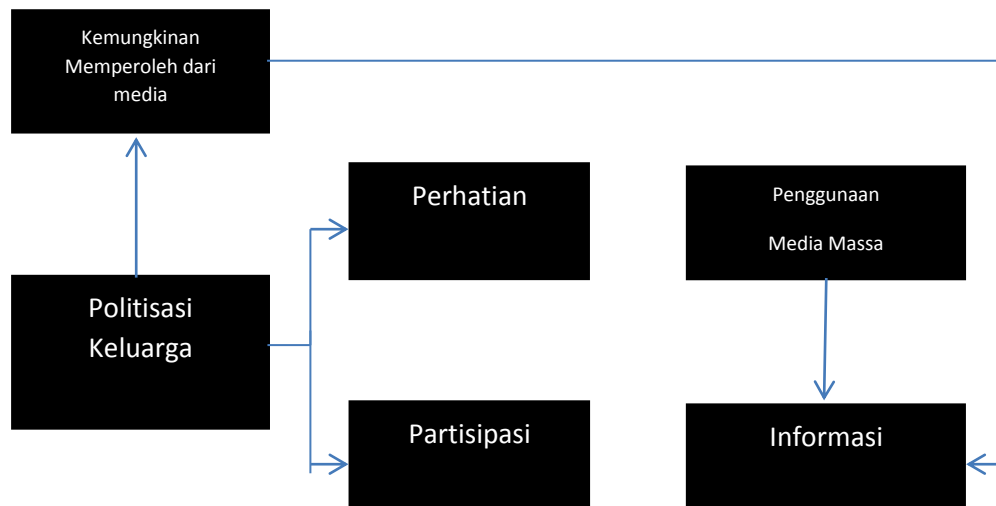 Kemungkinan
Memperoleh dari
media
Perhatian
Penggunaan
Media Massa
Politisasi
Keluarga
Partisipasi
Informasi